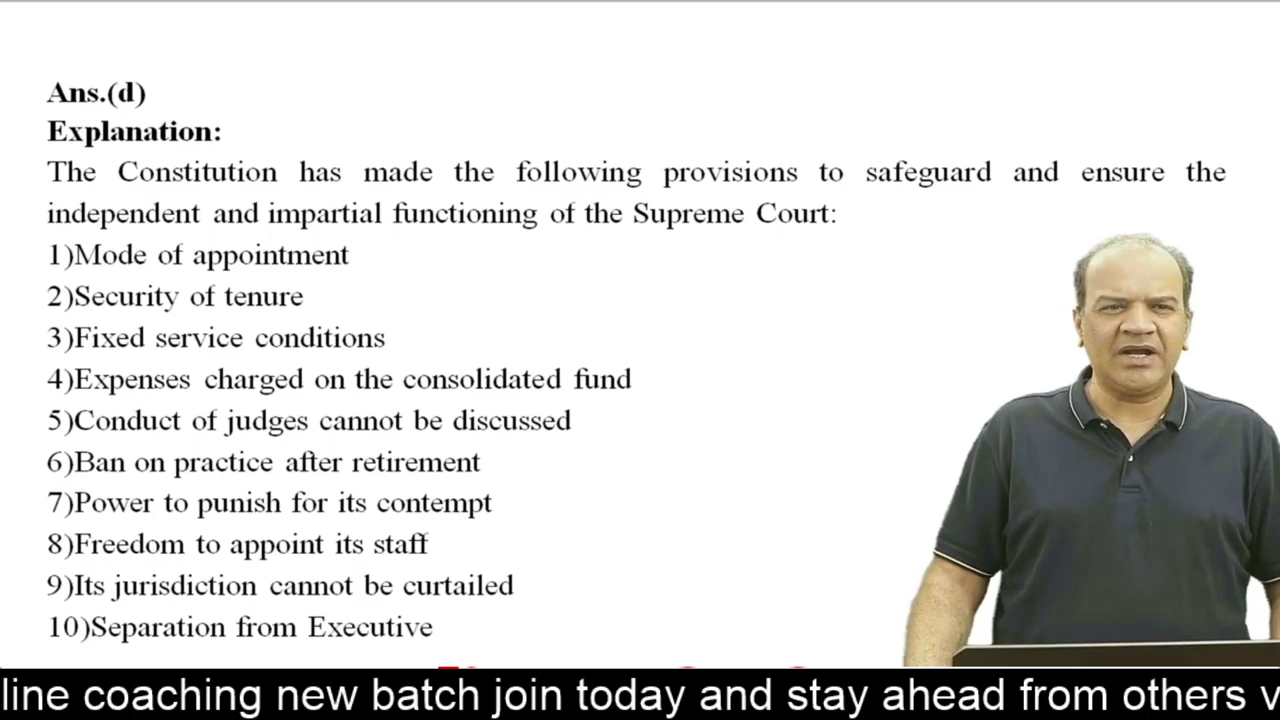 Ans.(d)
Explanation:
The Constitution has made the following provisions to safeguard and ensure the
independent and impartial functioning of the Supreme Court:
1)Mode of appointment
2)Security of tenure
3)Fixed service conditions
4)Expenses charged on the consolidated fund
5)Conduct of judges cannot be discussed
6)Ban on practice after retirement
7)Power to punish for its contempt
8)Freedom to appoint its staff
9)Its jurisdiction cannot be curtailed
10)Separation from Executive
line coaching new batch join today and stay ahead from others v